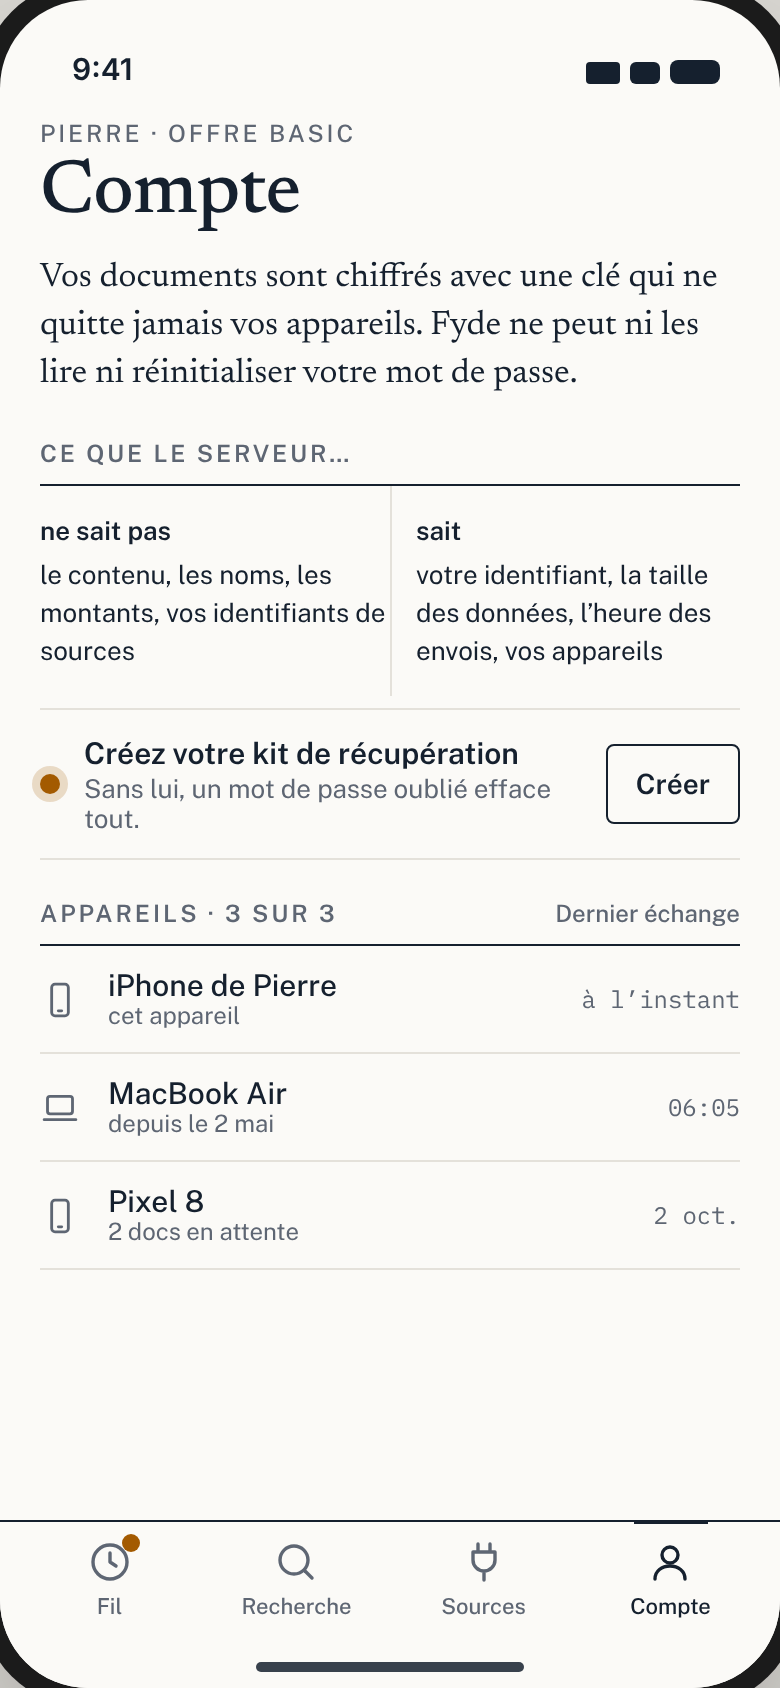 9:41
PIERRE · OFFRE BASIC
Compte
Vos documents sont chiffrés avec une clé qui ne
quitte jamais vos appareils. Fyde ne peut ni les
lire ni réinitialiser votre mot de passe.
CE QUE LE SERVEUR…
ne sait pas
le contenu, les noms, les
montants, vos identifiants de
sources
sait
votre identifiant, la taille
des données, l’heure des
envois, vos appareils
Créez votre kit de récupération
Sans lui, un mot de passe oublié efface
tout.
Créer
APPAREILS · 3 SUR 3
Dernier échange
iPhone de Pierre
cet appareil
à l’instant
MacBook Air
depuis le 2 mai
06:05
Pixel 8
2 docs en attente
2 oct.
Fil
Recherche
Sources
Compte